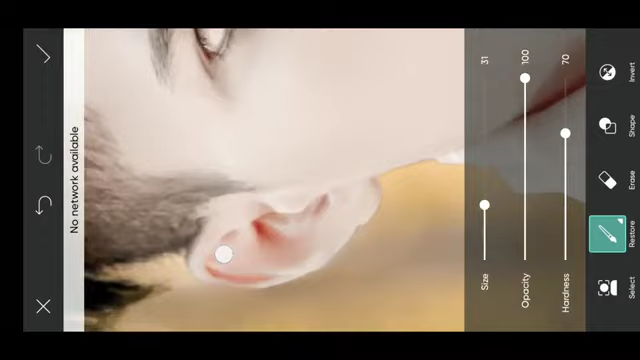 No network available
Size
31
Opacity
100
Hardness
70
Select
Restore
Erase
Shape
Invert